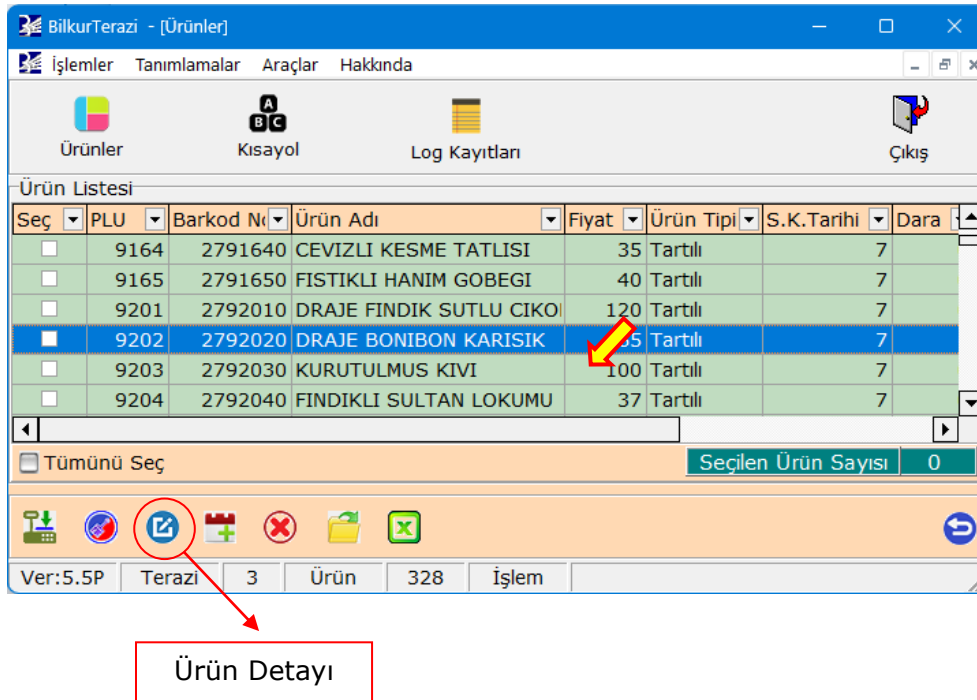 BilkurTerazi - [Ürünler]
İşlemler Tanımlamalar Araçlar Hakkında
Ürünler Kısayol Log Kayıtları Çıkış
Ürün Listesi
Seç PLU Barkod Ürün Adı Fiyat Ürün Tipi S.K.Tarihi Dara
9164 2791640 CEVIZLI KESME TATLISI 35 Tartılı 7
9165 2791650 FISTIKLI HANIM GOBEGI 40 Tartılı 7
9201 2792010 DRAJE FINDIK SUTLU CIKO 120 Tartılı 7
9202 2792020 DRAJE BONIBON KARISIK Tartılı 7
9203 2792030 KURUTULMUS KIVI 100 Tartılı 7
9204 2792040 FINDIKLI SULTAN LOKUMU 37 Tartılı 7
Tümünü Seç Seçilen Ürün Sayısı 0
Ver:5.5P Terazi 3 Ürün 328 İşlem
Ürün Detayı